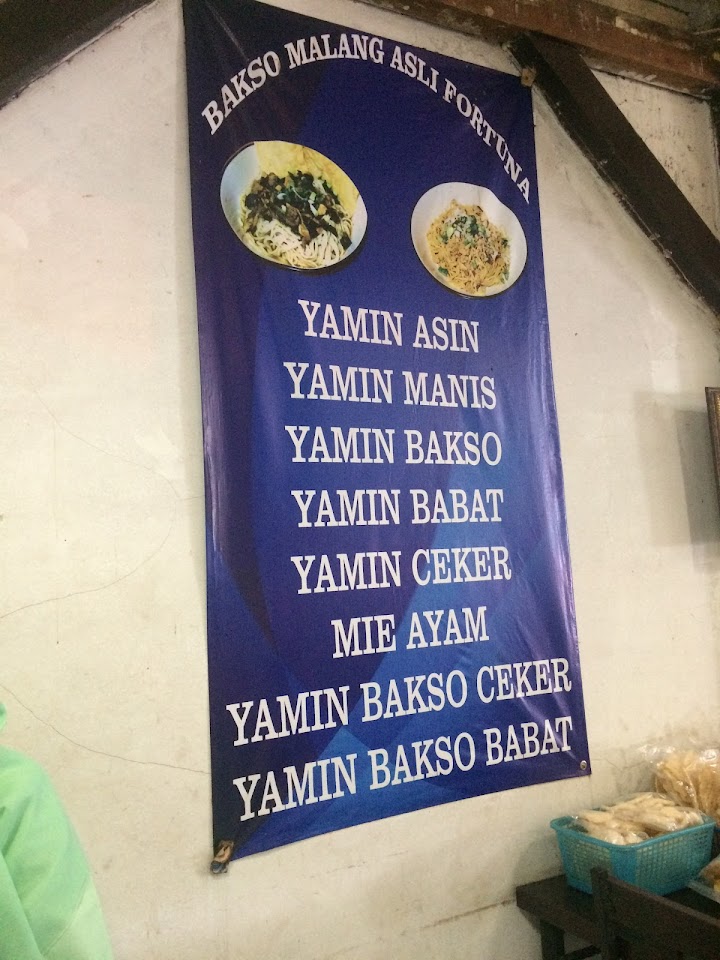 BAKSO MALANG ASLI FORTUNA
YAMIN ASIN
YAMIN MANIS
YAMIN BAKSO
YAMIN BABAT
YAMIN CEKER
MIE AYAM
YAMIN BAKSO CEKER
YAMIN BAKSO BABAT